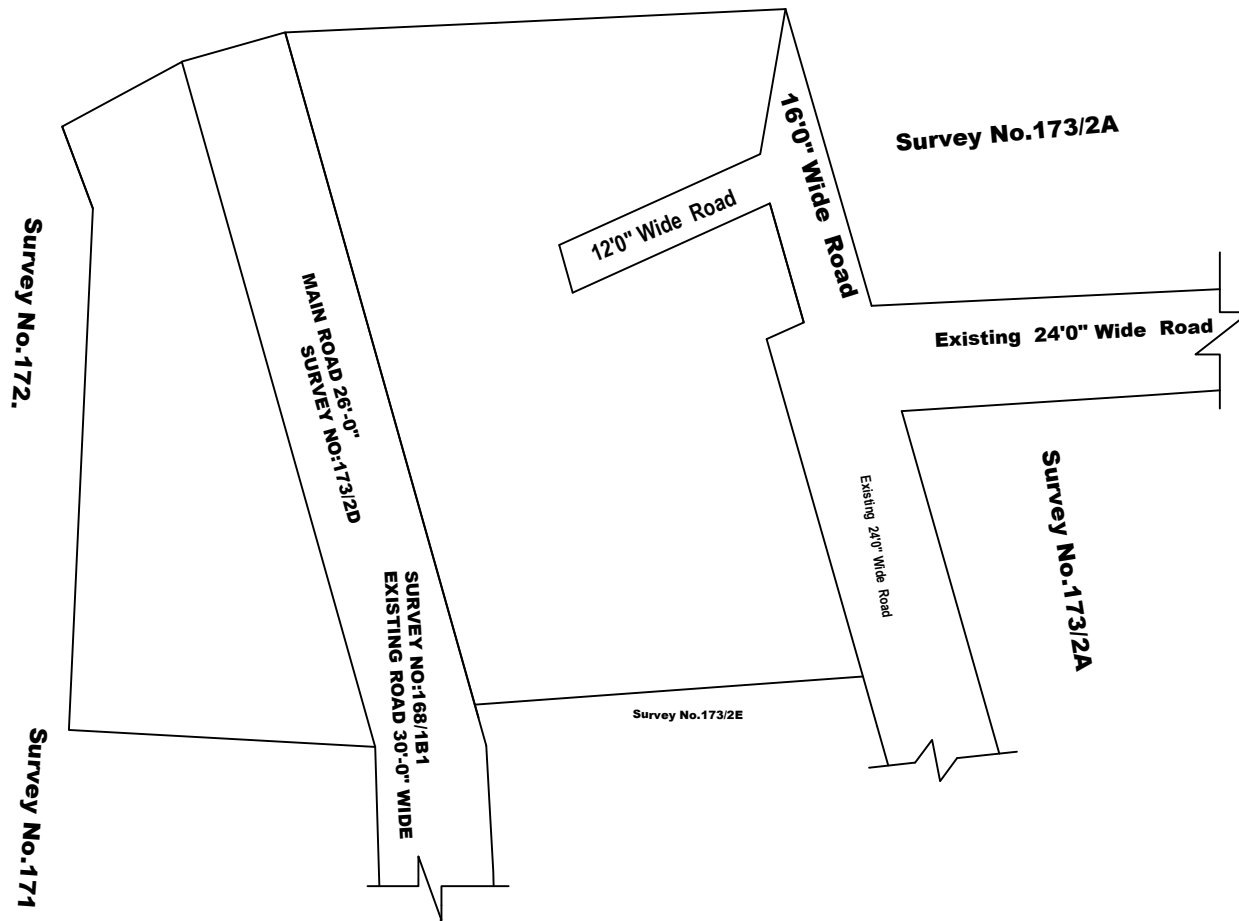 16'0" Wide Road
Survey No.173/2A
12'0" Wide Road
Survey No.172.
MAIN ROAD 26'-0"
SURVEY NO:173/2D
Existing 24'0" Wide Road
Survey No.173/2A
Existing 24'0" Wide Road
SURVEY NO:168/1B1
EXISTING ROAD 30'-0" WIDE
Survey No.173/2E
Survey No.171